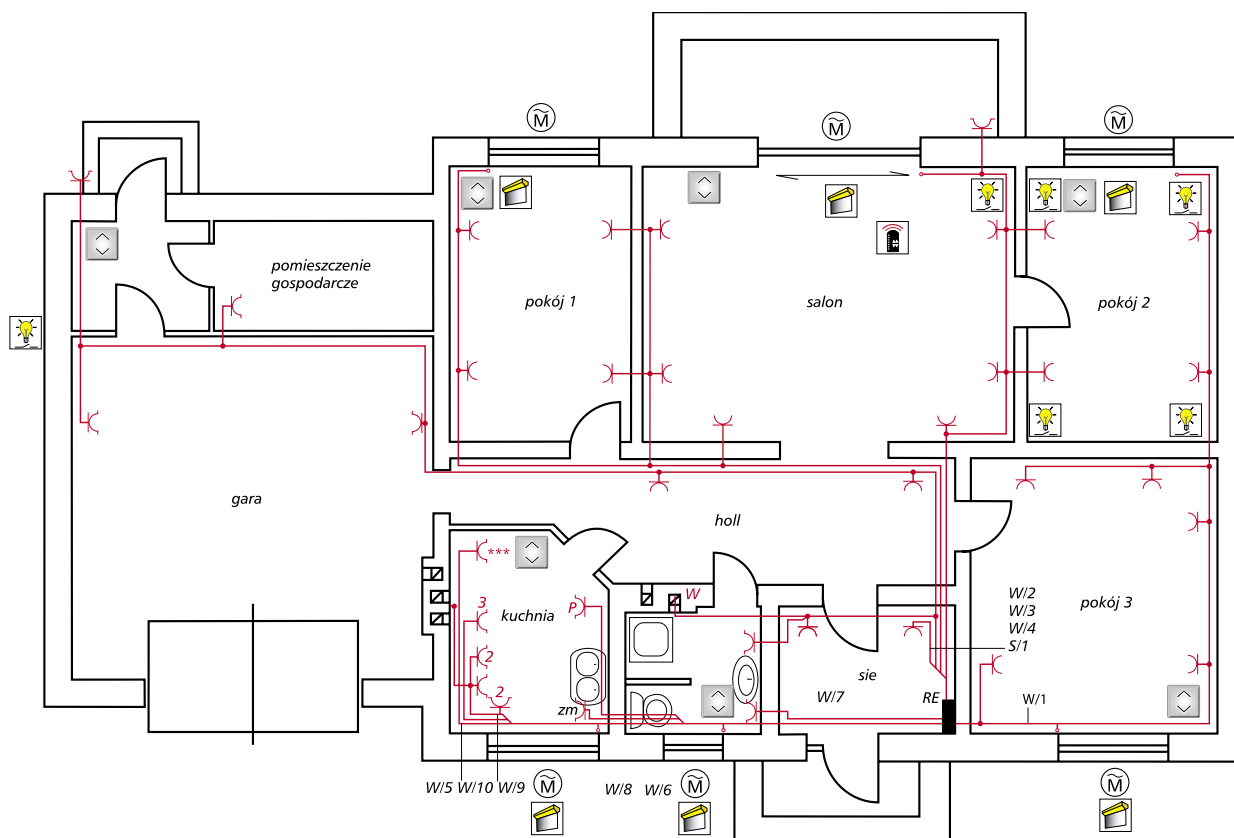 M
M
M
pomieszczenie
gospodarcze
pokój 1
salon
pokój 2
gara
holl
***
3
kuchnia
P
W
2
2
zm
sie
W/7
RE
W/2
W/3
W/4
S/1
pokój 3
W/1
W/5 W/10 W/9
M
W/8 W/6
M
M